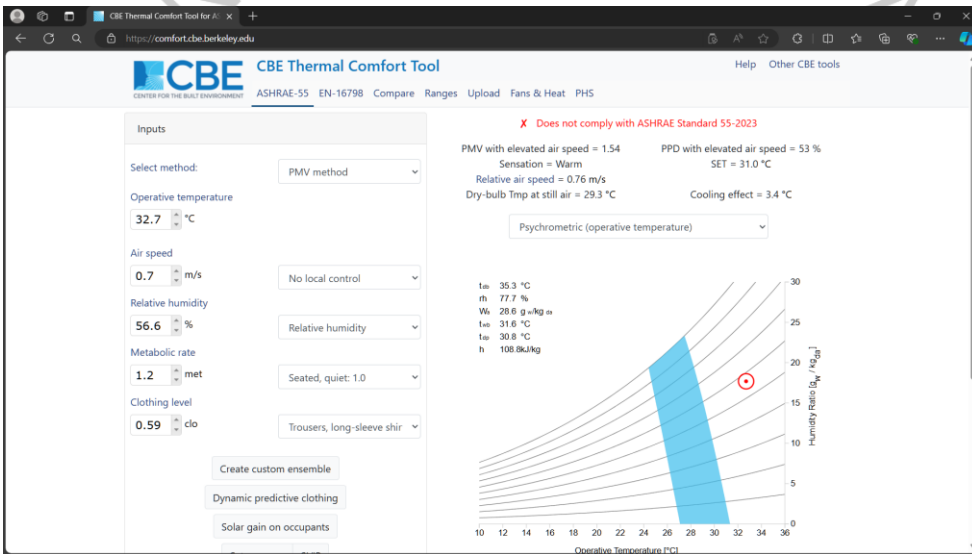 CBE Thermal Comfort Tool for AS
https://comfort.cbe.berkeley.edu
CBE
CENTER FOR THE BUILT ENVIRONMENT
CBE Thermal Comfort Tool
Help Other CBE tools
ASHRAE-55 EN-16798 Compare Ranges Upload Fans & Heat PHS
Inputs
Select method:
PMV method
Operative temperature
32.7 °C
Air speed
0.7 m/s
No local control
Relative humidity
56.6 %
Relative humidity
Metabolic rate
1.2 met
Seated, quiet: 1.0
Clothing level
0.59 clo
Trousers, long-sleeve shir
Create custom ensemble
Dynamic predictive clothing
Solar gain on occupants
✗ Does not comply with ASHRAE Standard 55-2023
PMV with elevated air speed = 1.54
PPD with elevated air speed = 53 %
Sensation = Warm
SET = 31.0 °C
Relative air speed = 0.76 m/s
Dry-bulb Tmp at still air = 29.3 °C
Cooling effect = 3.4 °C
Psychrometric (operative temperature)
tdb 35.3 °C
rh 77.7 %
Wa 28.6 g w/kg da
twb 31.6 °C
tdp 30.8 °C
h 108.8kJ/kg
30
25
20
15
10
5
0
Humidity Ratio [gw / kgda]
10 12 14 16 18 20 22 24 26 28 30 32 34 36
Operative Temperature [°C]